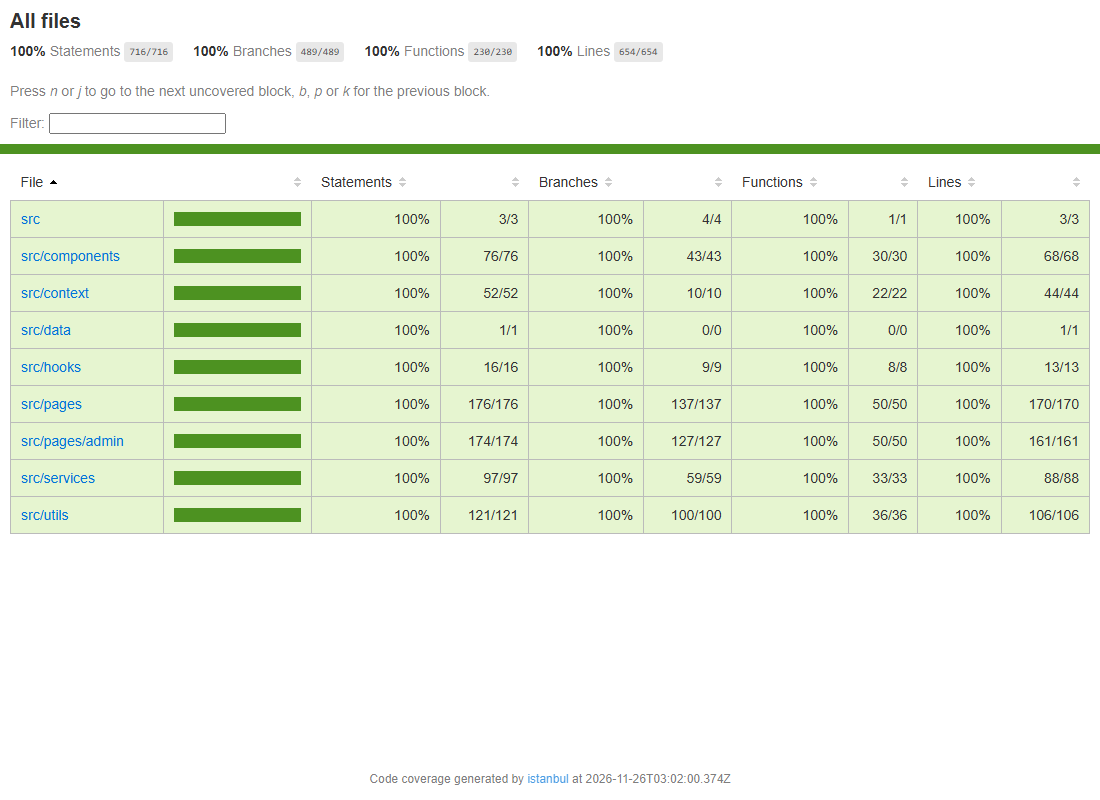 All files
100% Statements 716/716 100% Branches 489/489 100% Functions 230/230 100% Lines 654/654
Press n or j to go to the next uncovered block, b, p or k for the previous block.
Filter:
File Statements Branches Functions Lines
src 100% 3/3 100% 4/4 100% 1/1 100% 3/3
src/components 100% 76/76 100% 43/43 100% 30/30 100% 68/68
src/context 100% 52/52 100% 10/10 100% 22/22 100% 44/44
src/data 100% 1/1 100% 0/0 100% 0/0 100% 1/1
src/hooks 100% 16/16 100% 9/9 100% 8/8 100% 13/13
src/pages 100% 176/176 100% 137/137 100% 50/50 100% 170/170
src/pages/admin 100% 174/174 100% 127/127 100% 50/50 100% 161/161
src/services 100% 97/97 100% 59/59 100% 33/33 100% 88/88
src/utils 100% 121/121 100% 100/100 100% 36/36 100% 106/106
Code coverage generated by istanbul at 2026-11-26T03:02:00.374Z